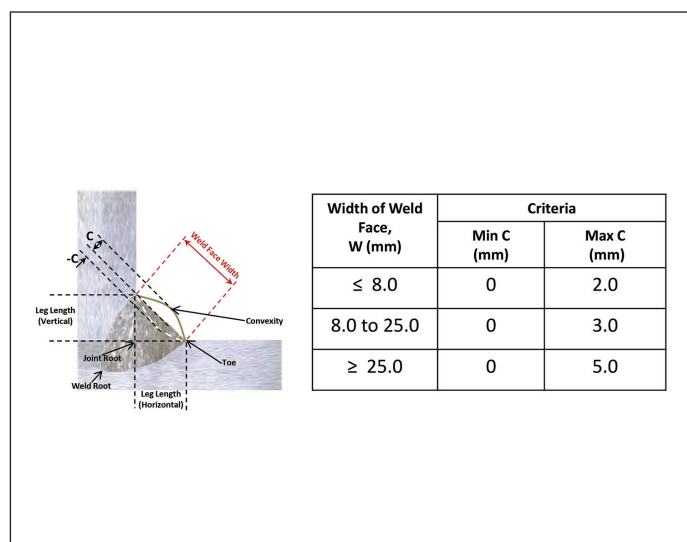 C
-C
Weld Face Width
Leg Length
(Vertical)
Convexity
Joint Root
Toe
Weld Root
Leg Length
(Horizontal)
Width of Weld
Face,
W (mm)
Criteria
Min C
(mm)
Max C
(mm)
≤ 8.0
0
2.0
8.0 to 25.0
0
3.0
≥ 25.0
0
5.0